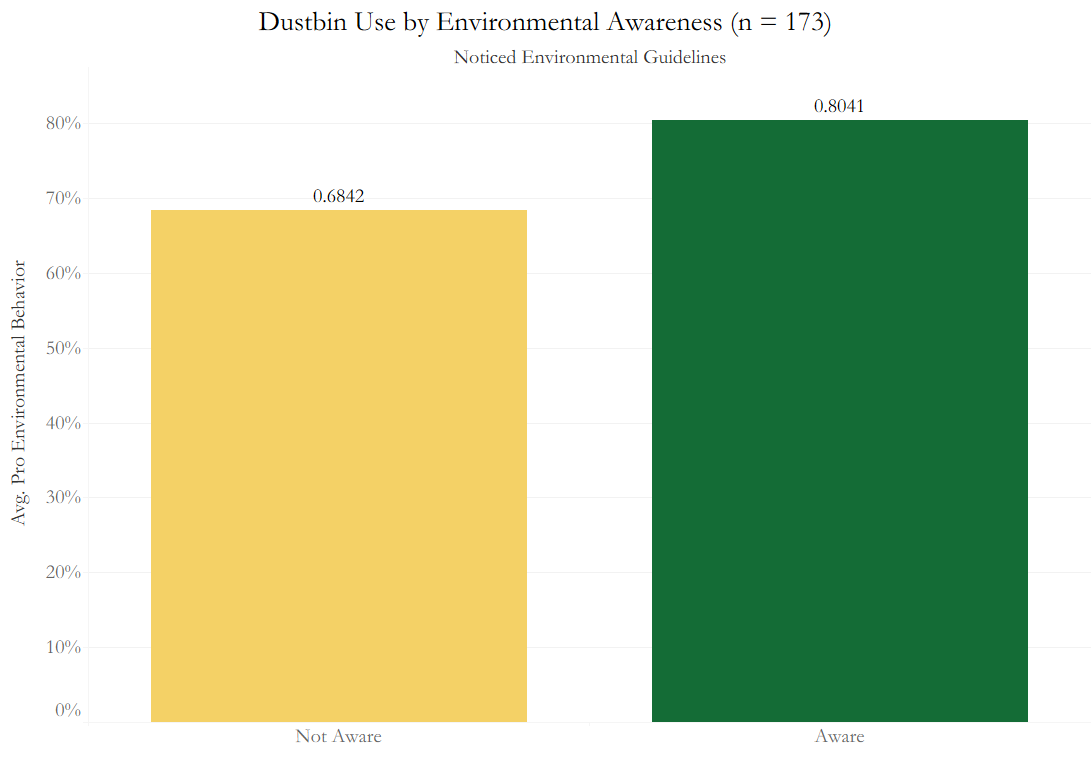 Dustbin Use by Environmental Awareness (n = 173)
Noticed Environmental Guidelines
Avg. Pro Environmental Behavior
80%
70%
60%
50%
40%
30%
20%
10%
0%
0.6842
0.8041
Not Aware
Aware